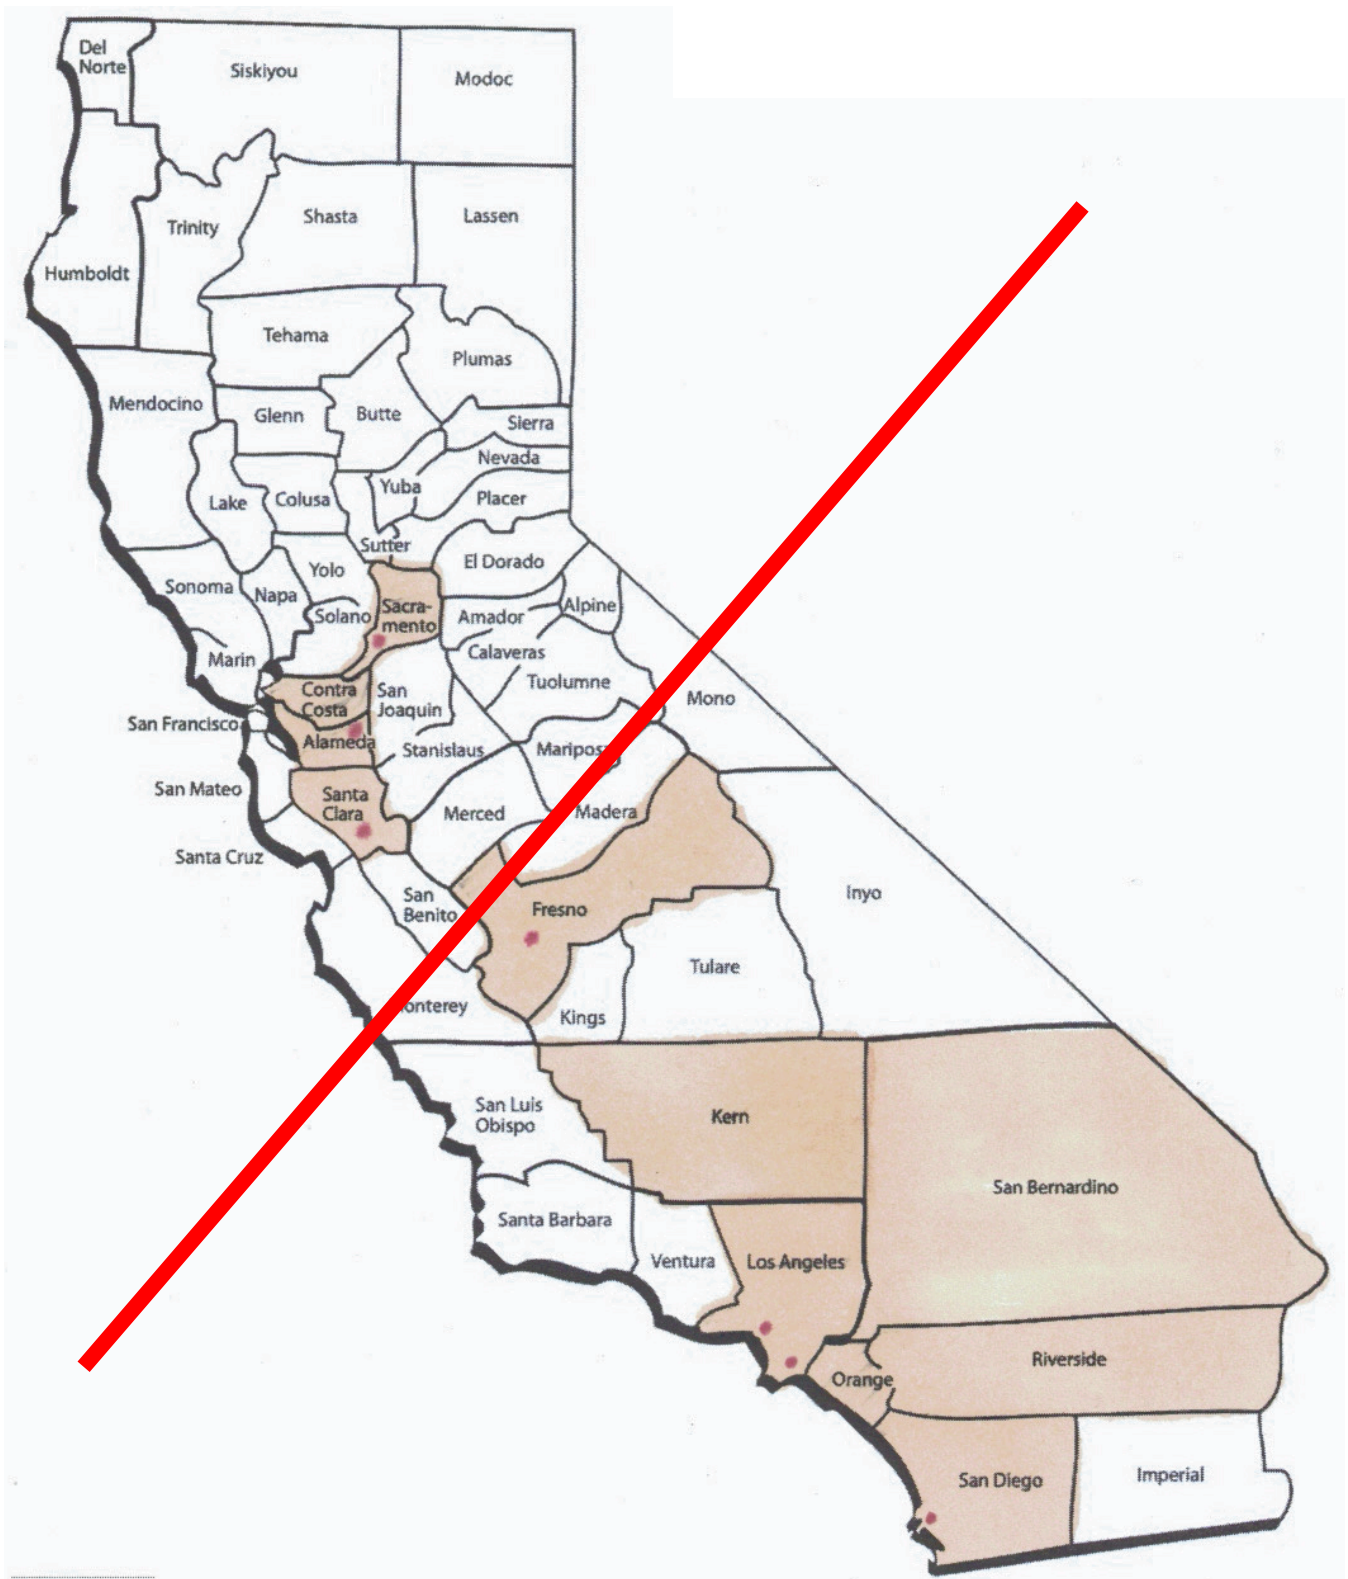 Del
Norte
Siskiyou
Modoc
Trinity
Shasta
Lassen
Humboldt
Tehama
Plumas
Mendocino
Glenn
Butte
Sierra
Nevada
Yuba
Placer
Lake
Colusa
Sutter
El Dorado
Yolo
Sonoma
Napa
Solano
Sacra-
mento
Amador
Alpine
Marin
Calaveras
Tuolumne
Contra
Costa
San
Joaquin
Mono
San Francisco
Alameda
Stanislaus
Maripos
San Mateo
Santa
Clara
Merced
Madera
Santa Cruz
San
Benito
Fresno
Inyo
Tulare
onterey
Kings
San Luis
Obispo
Kern
San Bernardino
Santa Barbara
Ventura
Los Angeles
Riverside
Orange
San Diego
Imperial